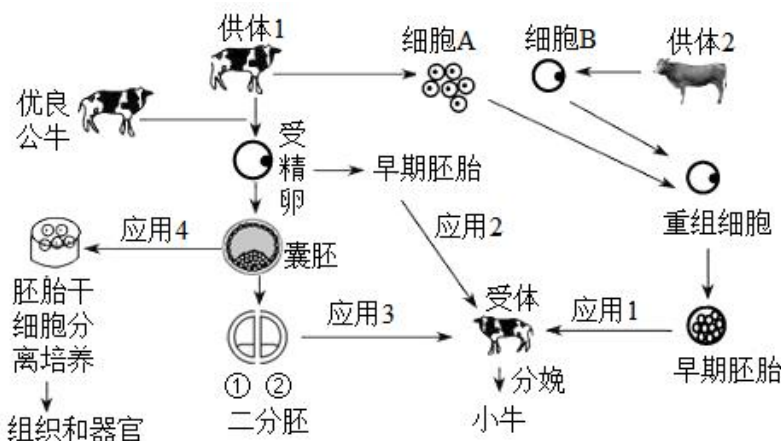 供体1
细胞A
细胞B
供体2
优良
公牛
受
精
卵
早期胚胎
重组细胞
应用4
囊胚
应用2
胚胎干
细胞分
离培养
应用3
受体
应用1
① ②
分娩
早期胚胎
组织和器官
二分胚
小牛